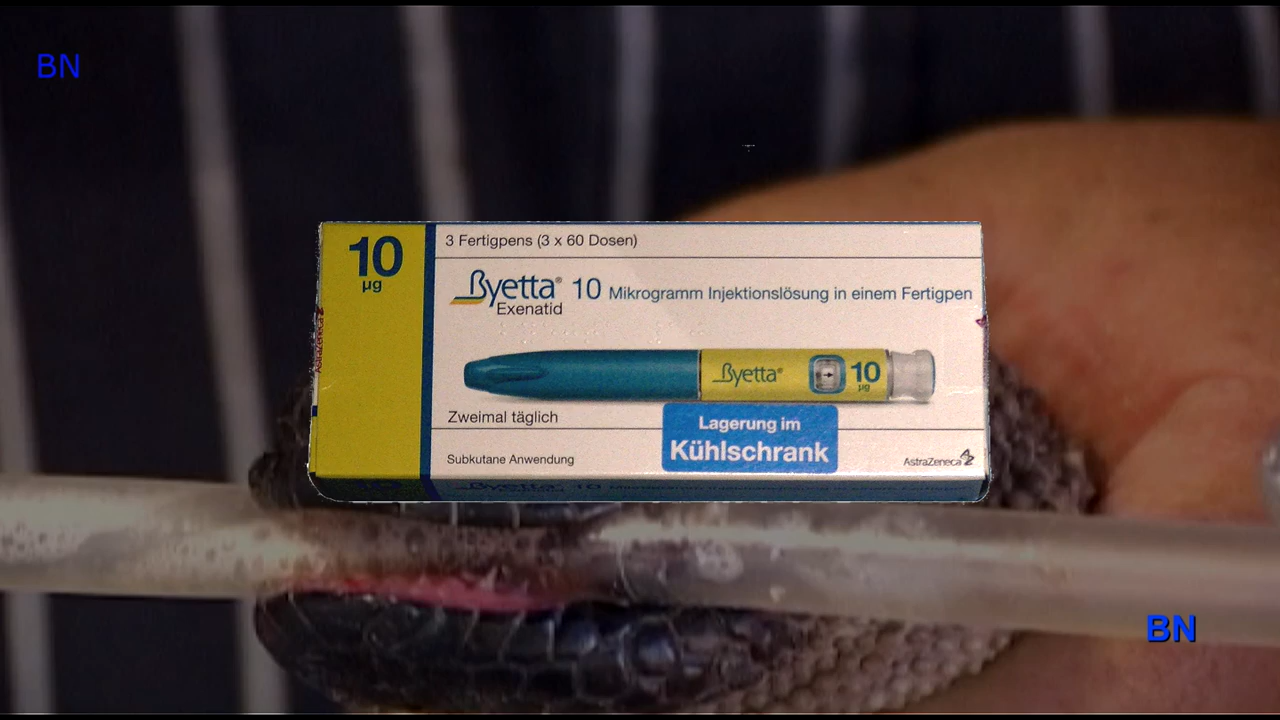 BN
10
µg
3 Fertigpens (3 x 60 Dosen)
Byetta® 10 Mikrogramm Injektionslösung in einem Fertigpen
Exenatid
Byetta® 10
µg
Zweimal täglich
Lagerung im
Kühlschrank
Subkutane Anwendung
AstraZeneca
BN